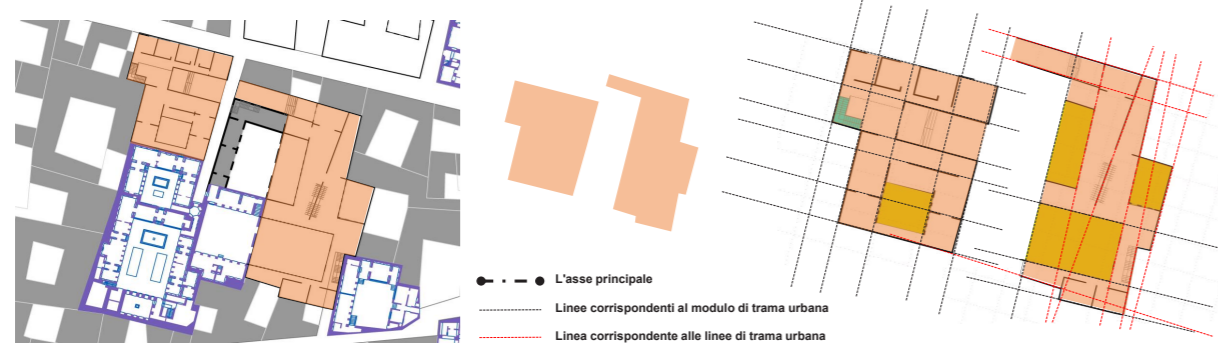 L'asse principale
Linee corrispondenti al modulo di trama urbana
Linea corrispondente alle linee di trama urbana